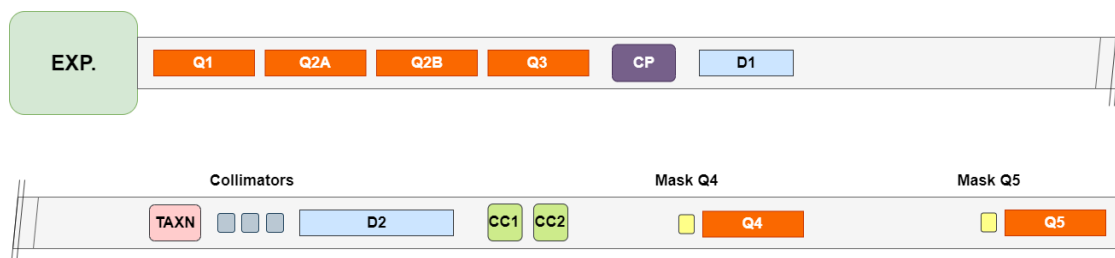 EXP.
Q1 Q2A Q2B Q3 CP D1
Collimators Mask Q4 Mask Q5
TAXN D2 CC1 CC2 Q4 Q5